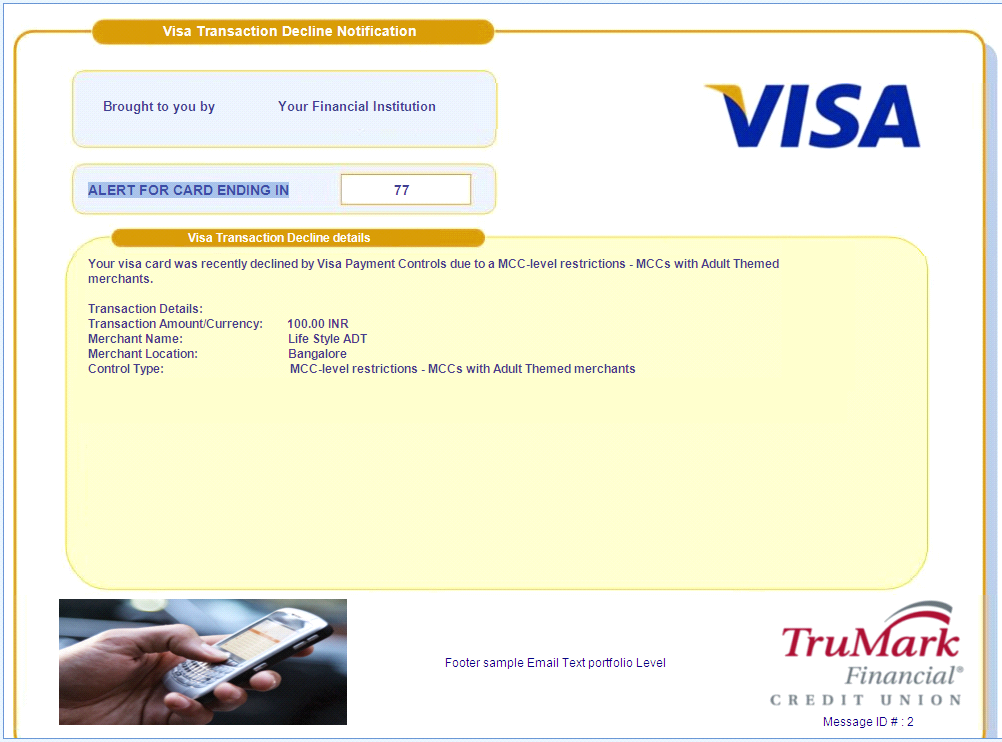 Visa Transaction Decline Notification
Brought to you by Your Financial Institution
VISA
ALERT FOR CARD ENDING IN 77
Visa Transaction Decline details
Your visa card was recently declined by Visa Payment Controls due to a MCC-level restrictions - MCCs with Adult Themed
merchants.
Transaction Details:
Transaction Amount/Currency: 100.00 INR
Merchant Name: Life Style ADT
Merchant Location: Bangalore
Control Type: MCC-level restrictions - MCCs with Adult Themed merchants
Footer sample Email Text portfolio Level
TruMark
Financial®
CREDIT UNION
Message ID # : 2